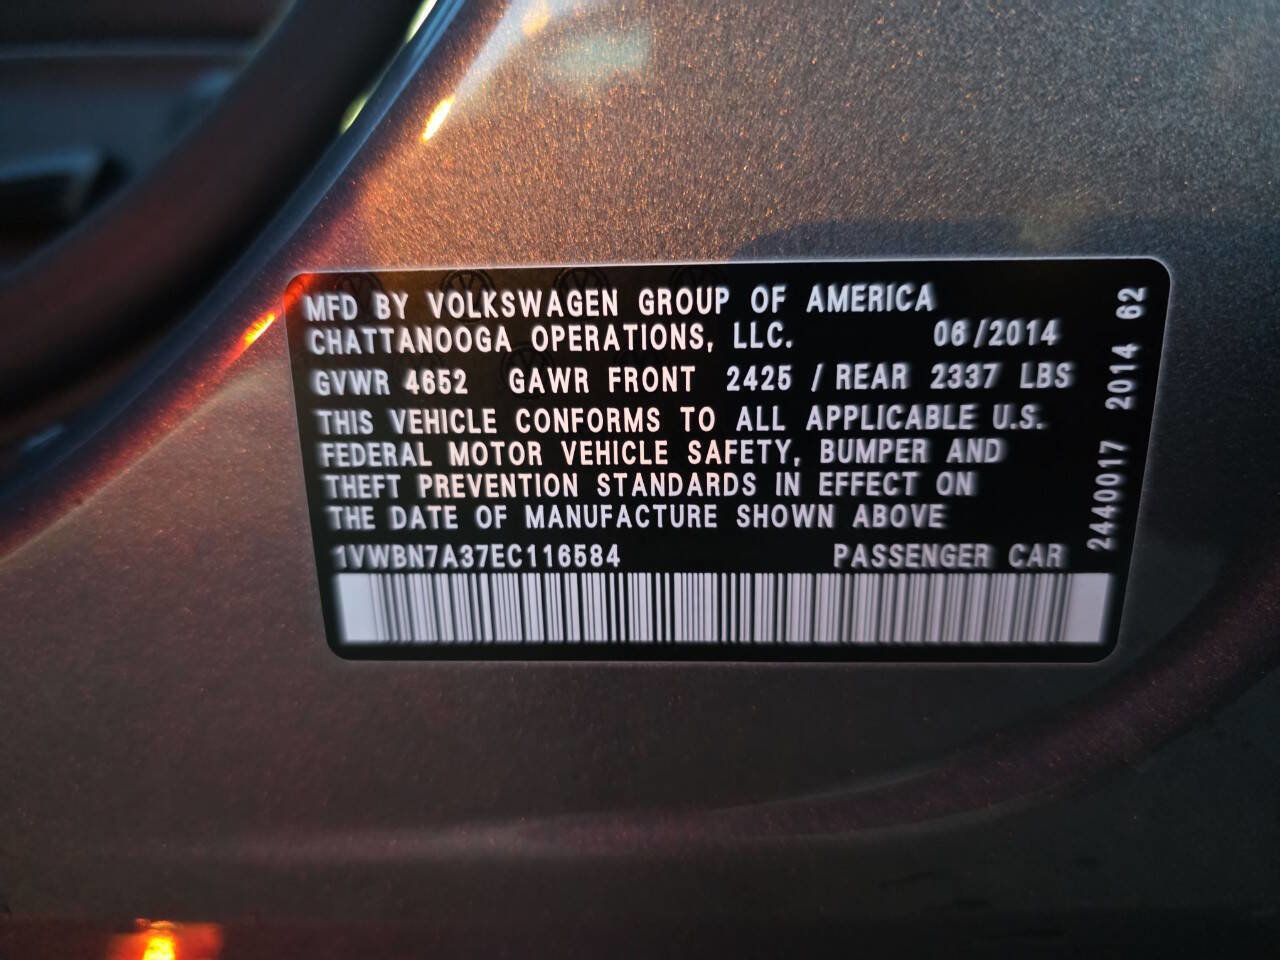 MFD BY VOLKSWAGEN GROUP OF AMERICA
CHATTANOOGA OPERATIONS, LLC. 06/2014
GVWR 4652 GAWR FRONT 2425 / REAR 2337 LBS
THIS VEHICLE CONFORMS TO ALL APPLICABLE U.S.
FEDERAL MOTOR VEHICLE SAFETY, BUMPER AND
THEFT PREVENTION STANDARDS IN EFFECT ON
THE DATE OF MANUFACTURE SHOWN ABOVE
1VWBN7A37EC116584 PASSENGER CAR
2440017 2014 62